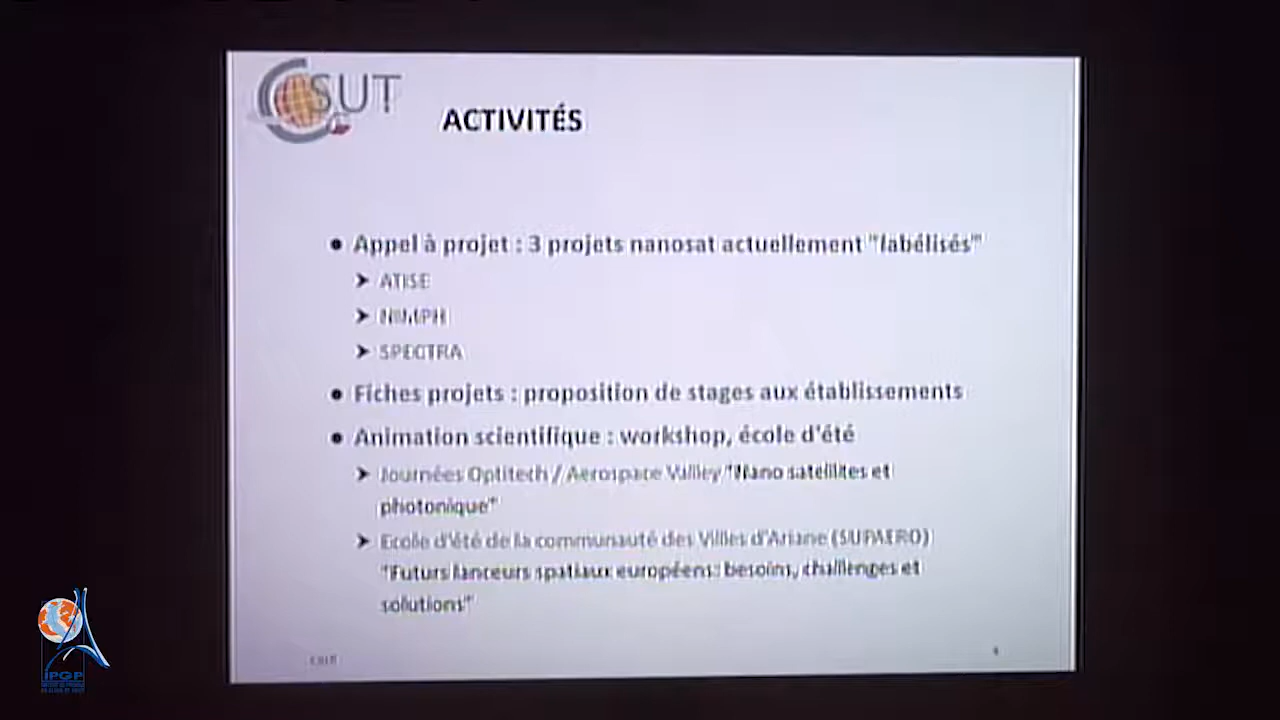 CSUT
ACTIVITÉS
● Appel à projet : 3 projets nanosat actuellement "labélisés"
➤ ATISE
➤ NIMPH
➤ SPECTRA
● Fiches projets : proposition de stages aux établissements
● Animation scientifique : workshop, école d'été
➤ Journées Optitech / Aerospace Valley "Nano satellites et
photonique"
➤ Ecole d'été de la communauté des Villes d'Ariane (SUPAERO)
"Futurs lanceurs spatiaux européens: besoins, challenges et
solutions"
IPGP